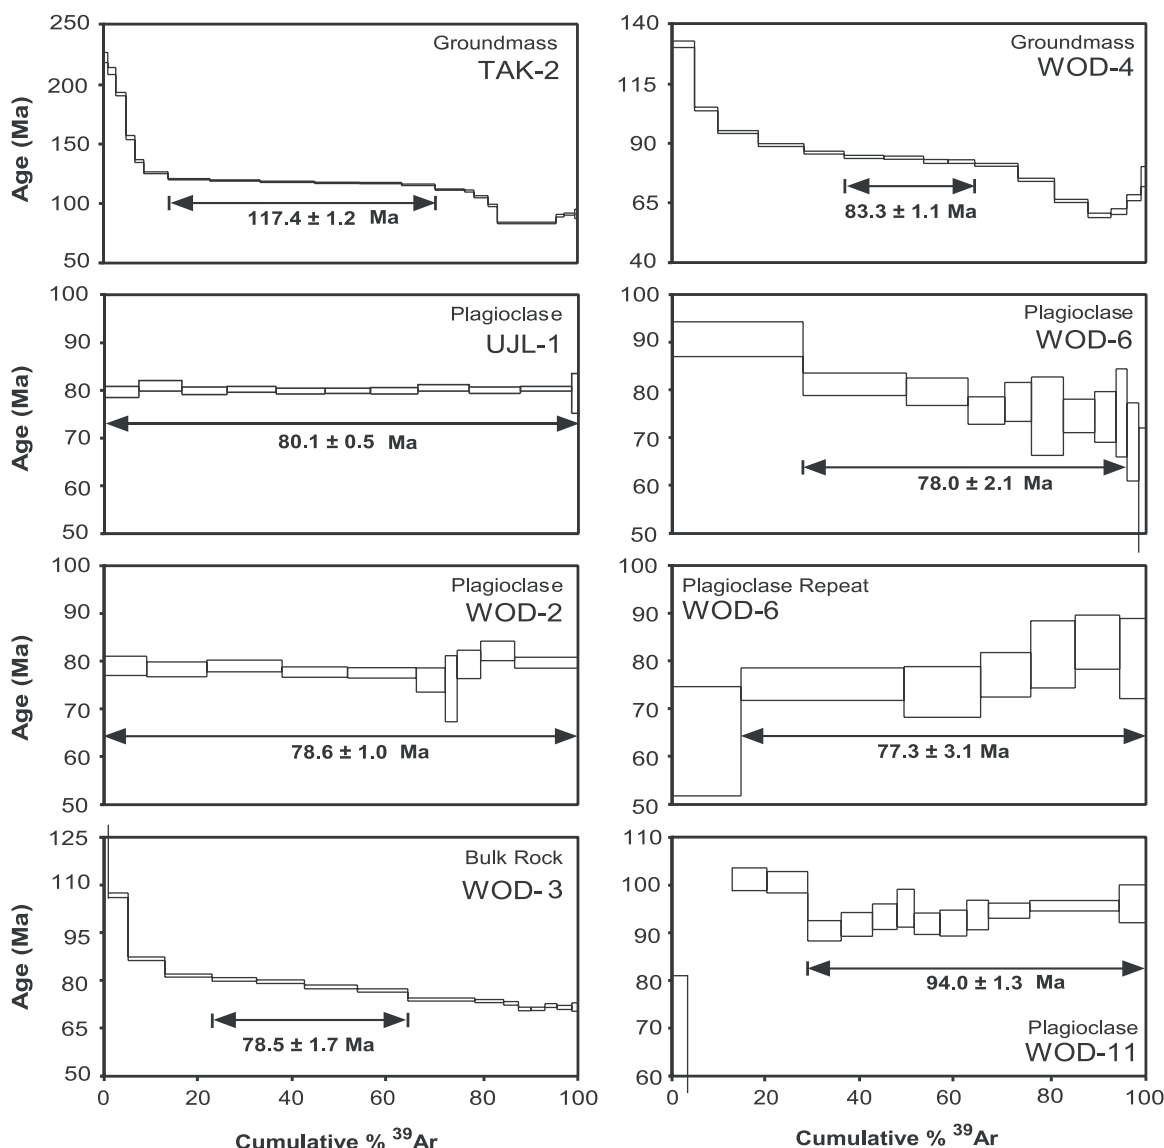 250
200
150
100
50
Age (Ma)
Groundmass
TAK-2
117.4 ± 1.2 Ma
140
115
90
65
40
Groundmass
WOD-4
83.3 ± 1.1 Ma
100
90
80
70
60
50
Age (Ma)
Plagioclase
UJL-1
80.1 ± 0.5 Ma
100
90
80
70
60
50
Plagioclase
WOD-6
78.0 ± 2.1 Ma
100
90
80
70
60
50
Age (Ma)
Plagioclase
WOD-2
78.6 ± 1.0 Ma
100
90
80
70
60
50
Plagioclase Repeat
WOD-6
77.3 ± 3.1 Ma
125
110
95
80
65
50
Age (Ma)
Bulk Rock
WOD-3
78.5 ± 1.7 Ma
0 20 40 60 80 100
Cumulative % ³⁹Ar
110
100
90
80
70
60
94.0 ± 1.3 Ma
Plagioclase
WOD-11
0 20 40 60 80 100
Cumulative % ³⁹Ar